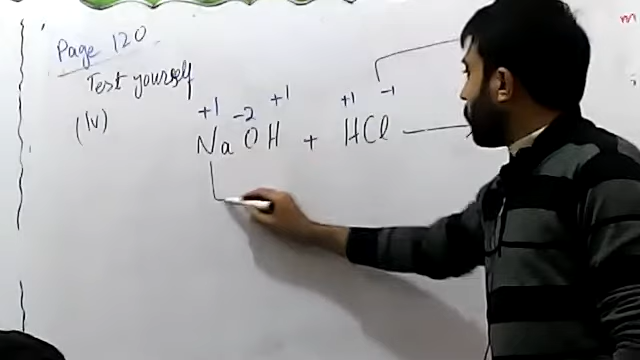 Page 120
Test yourself
+1 -2 +1 +1 -1
(iv) NaOH + HCl